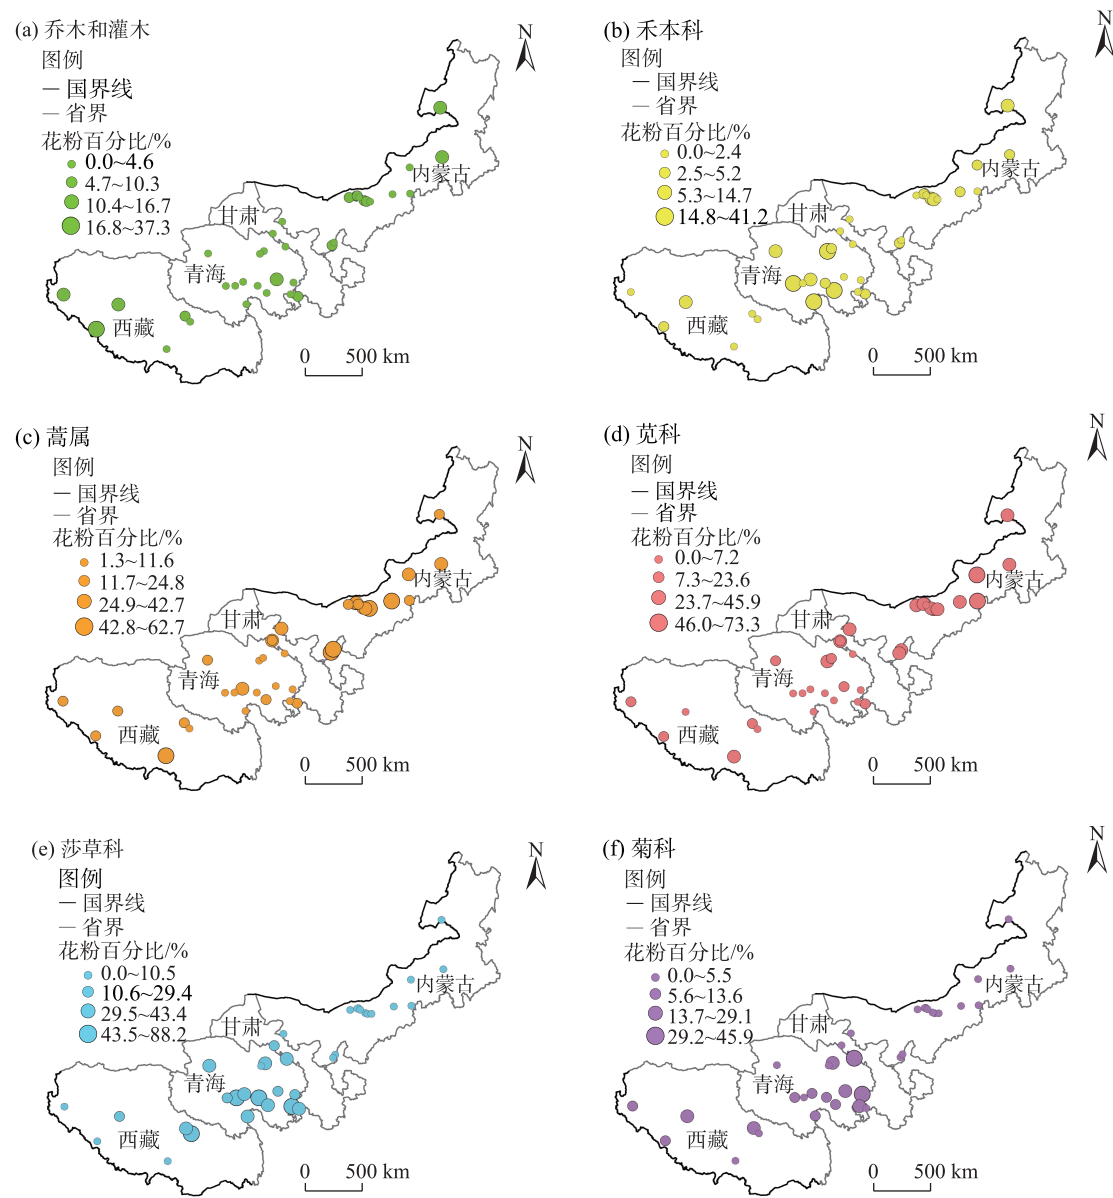 (a) 乔木和灌木
N
图例
— 国界线
— 省界
花粉百分比/%
0.0~4.6
4.7~10.3
10.4~16.7
16.8~37.3
内蒙古
甘肃
青海
西藏
0 500 km
(b) 禾本科
N
图例
— 国界线
— 省界
花粉百分比/%
0.0~2.4
2.5~5.2
5.3~14.7
14.8~41.2
内蒙古
甘肃
青海
西藏
0 500 km
(c) 蒿属
N
图例
— 国界线
— 省界
花粉百分比/%
1.3~11.6
11.7~24.8
24.9~42.7
42.8~62.7
内蒙古
甘肃
青海
西藏
0 500 km
(d) 苋科
N
图例
— 国界线
— 省界
花粉百分比/%
0.0~7.2
7.3~23.6
23.7~45.9
46.0~73.3
内蒙古
甘肃
青海
西藏
0 500 km
(e) 莎草科
N
图例
— 国界线
— 省界
花粉百分比/%
0.0~10.5
10.6~29.4
29.5~43.4
43.5~88.2
内蒙古
甘肃
青海
西藏
0 500 km
(f) 菊科
N
图例
— 国界线
— 省界
花粉百分比/%
0.0~5.5
5.6~13.6
13.7~29.1
29.2~45.9
内蒙古
甘肃
青海
西藏
0 500 km